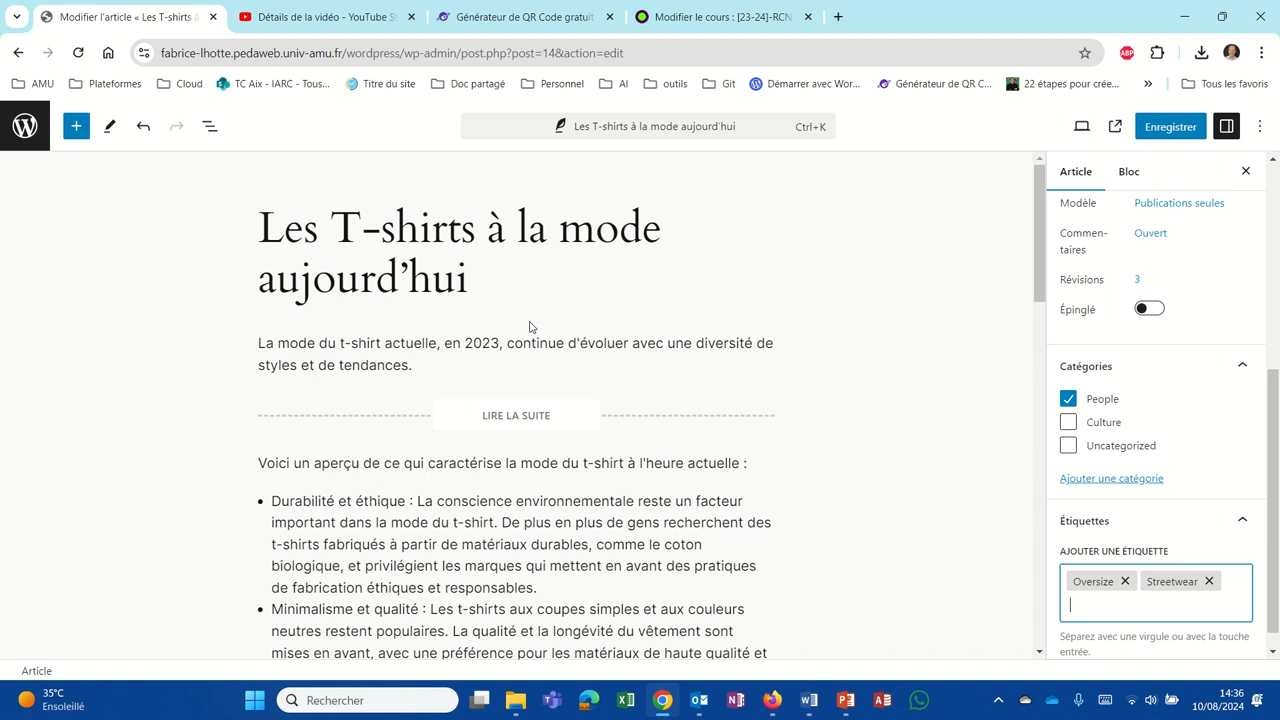 Modifier l'article « Les T-shirts à
Détails de la vidéo - YouTube S
Générateur de QR Code gratuit
Modifier le cours : [23-24]-RCN
fabrice-lhotte.pedaweb.univ-amu.fr/wordpress/wp-admin/post.php?post=14&action=edit
ABP
AMU
Plateformes
Cloud
TC Aix - IARC - Tous...
Titre du site
Doc partagé
Personnel
AI
outils
Git
Démarrer avec Wor...
Générateur de QR C...
22 étapes pour crée...
Tous les favoris
Les T-shirts à la mode aujourd'hui
Ctrl+K
Enregistrer
Les T-shirts à la mode
aujourd'hui
La mode du t-shirt actuelle, en 2023, continue d'évoluer avec une diversité de
styles et de tendances.
LIRE LA SUITE
Voici un aperçu de ce qui caractérise la mode du t-shirt à l'heure actuelle :
• Durabilité et éthique : La conscience environnementale reste un facteur
important dans la mode du t-shirt. De plus en plus de gens recherchent des
t-shirts fabriqués à partir de matériaux durables, comme le coton
biologique, et privilégient les marques qui mettent en avant des pratiques
de fabrication éthiques et responsables.
• Minimalisme et qualité : Les t-shirts aux coupes simples et aux couleurs
neutres restent populaires. La qualité et la longévité du vêtement sont
mises en avant, avec une préférence pour les matériaux de haute qualité et
Article
Bloc
Modèle
Publications seules
Commen-
taires
Ouvert
Révisions
3
Épinglé
Catégories
People
Culture
Uncategorized
Ajouter une catégorie
Étiquettes
AJOUTER UNE ÉTIQUETTE
Oversize
Streetwear
Séparez avec une virgule ou avec la touche
entrée.
Article
35°C
Ensoleillé
Rechercher
14:36
10/08/2024